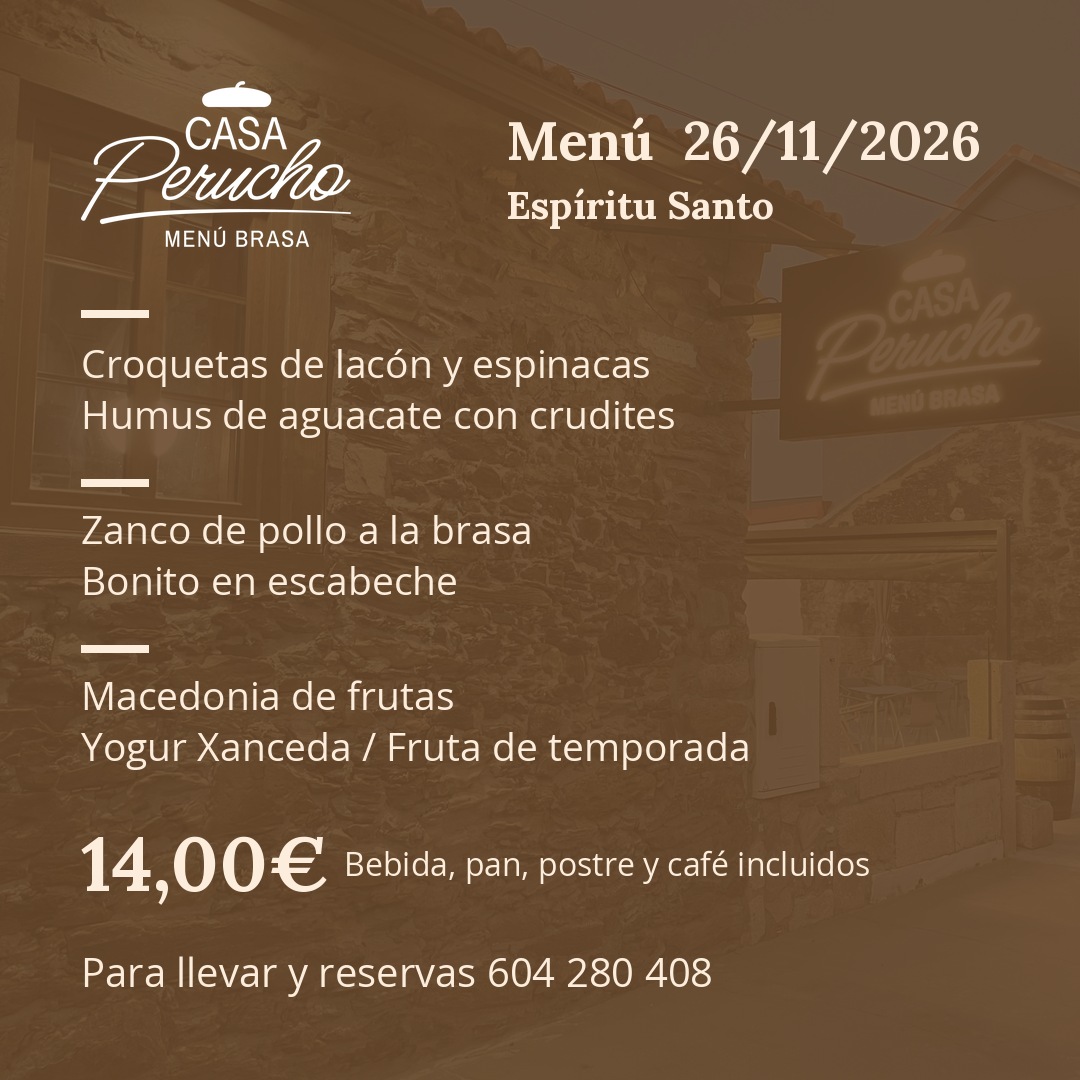 CASA
Perucho
MENÚ BRASA
Menú 26/11/2026
Espíritu Santo
CASA
Perucho
MENÚ BRASA
Croquetas de lacón y espinacas
Humus de aguacate con crudites
Zanco de pollo a la brasa
Bonito en escabeche
Macedonia de frutas
Yogur Xanceda / Fruta de temporada
14,00€ Bebida, pan, postre y café incluidos
Para llevar y reservas 604 280 408